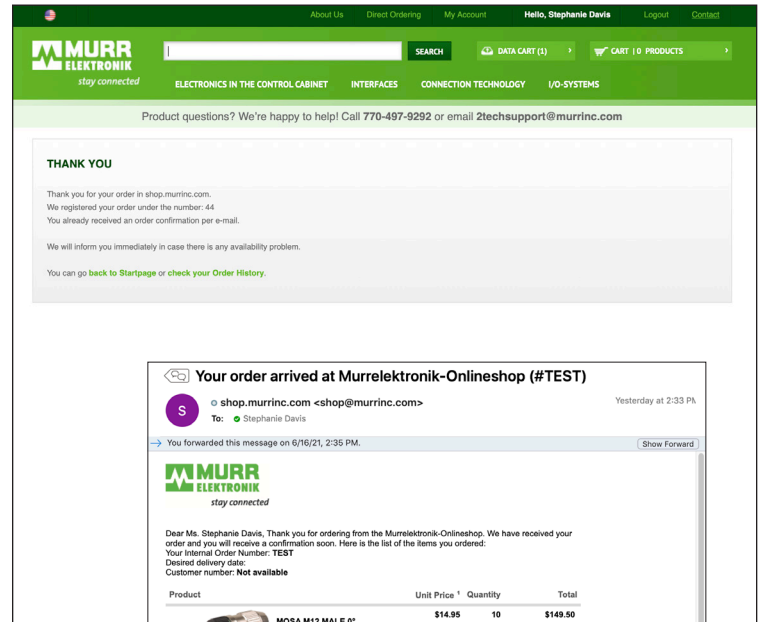 About Us Direct Ordering My Account Hello, Stephanie Davis Logout Contact
MURR
ELEKTRONIK
stay connected
SEARCH
DATA CART (1)
CART | 0 PRODUCTS
ELECTRONICS IN THE CONTROL CABINET INTERFACES CONNECTION TECHNOLOGY I/O-SYSTEMS
Product questions? We're happy to help! Call 770-497-9292 or email 2techsupport@murrinc.com
THANK YOU
Thank you for your order in shop.murrinc.com.
We registered your order under the number: 44
You already received an order confirmation per e-mail.
We will inform you immediately in case there is any availability problem.
You can go back to Startpage or check your Order History.
Your order arrived at Murrelektronik-Onlineshop (#TEST)
S
shop.murrinc.com <shop@murrinc.com>
Yesterday at 2:33 PM
To: Stephanie Davis
You forwarded this message on 6/16/21, 2:35 PM.
Show Forward
MURR
ELEKTRONIK
stay connected
Dear Ms. Stephanie Davis, Thank you for ordering from the Murrelektronik-Onlineshop. We have received your
order and you will receive a confirmation soon. Here is the list of the items you ordered:
Your Internal Order Number: TEST
Desired delivery date:
Customer number: Not available
Product Unit Price ¹ Quantity Total
$14.95 10 $149.50
MOSA M12 MALE 0°